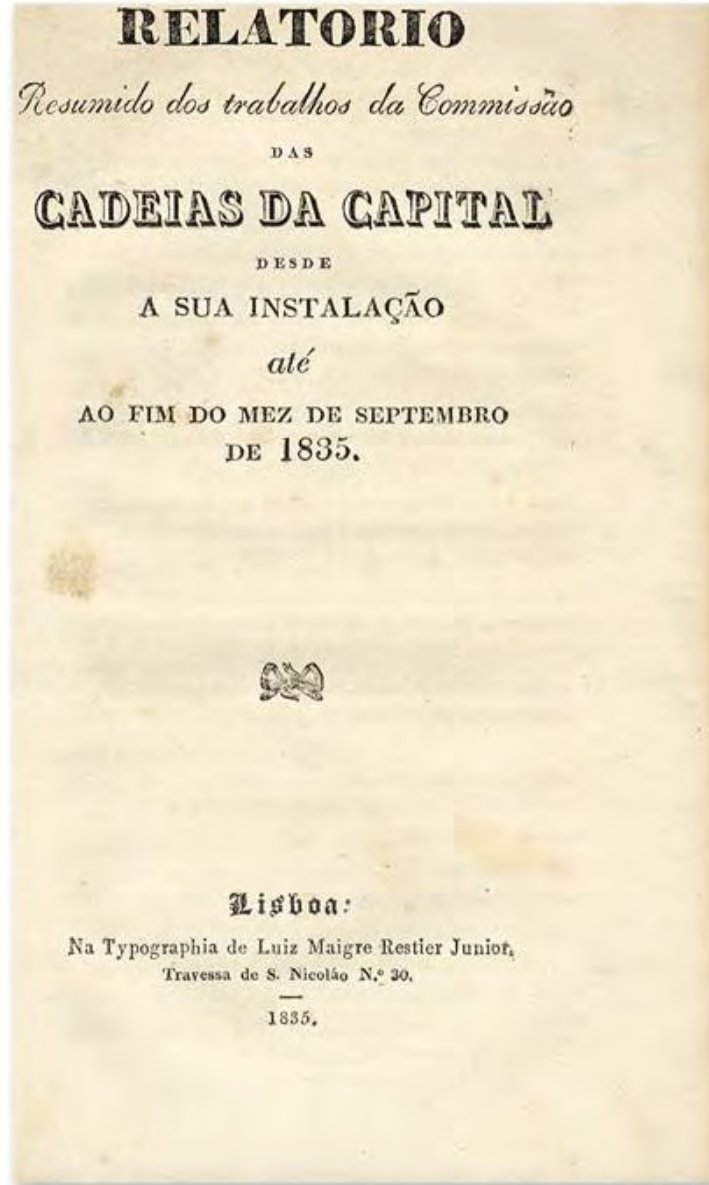 RELATORIO
Resumido dos trabalhos da Commissão
DAS
CADEIAS DA CAPITAL
DESDE
A SUA INSTALAÇÃO
até
AO FIM DO MEZ DE SEPTEMBRO
DE 1835.
Lisboa:
Na Typographia de Luiz Maigre Restier Junior,
Travessa de S. Nicoláo N.º 30.
1835.